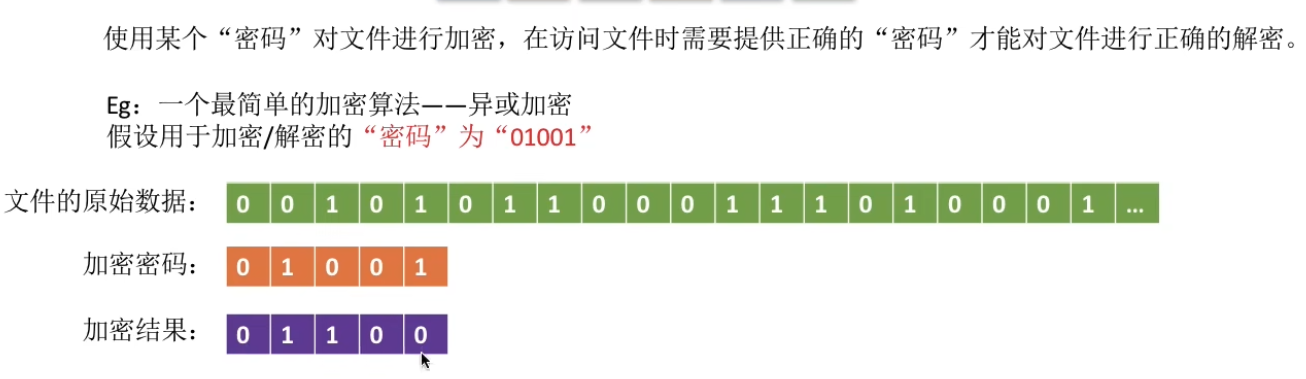 使用某个“密码”对文件进行加密，在访问文件时需要提供正确的“密码”才能对文件进行正确的解密。
Eg：一个最简单的加密算法——异或加密
假设用于加密/解密的“密码”为“01001”
文件的原始数据： 0 0 1 0 1 0 1 1 0 0 0 1 1 1 0 1 0 0 0 1 ...
加密密码： 0 1 0 0 1
加密结果： 0 1 1 0 0